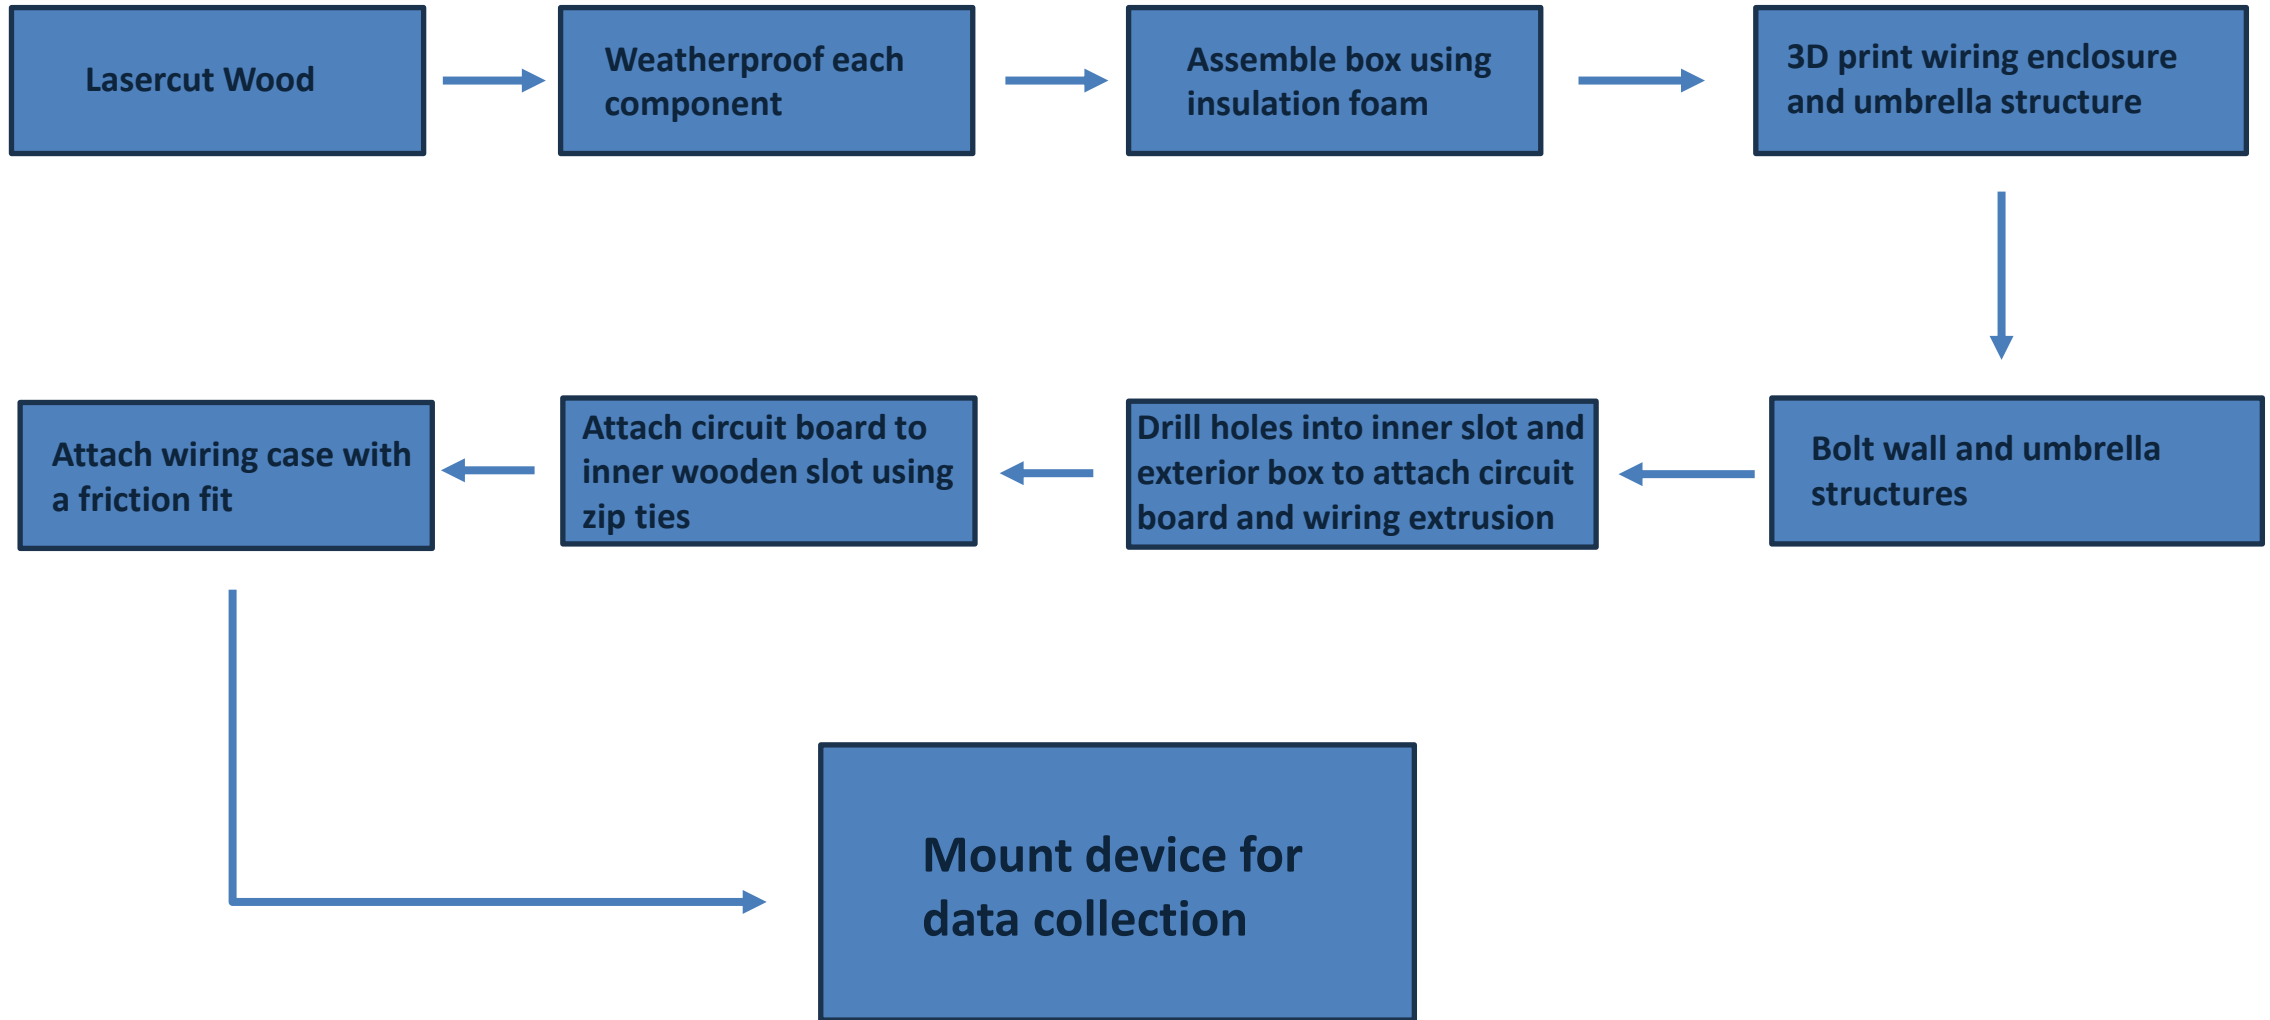 Lasercut Wood
Weatherproof each
component
Assemble box using
insulation foam
3D print wiring enclosure
and umbrella structure
Bolt wall and umbrella
structures
Drill holes into inner slot and
exterior box to attach circuit
board and wiring extrusion
Attach circuit board to
inner wooden slot using
zip ties
Attach wiring case with
a friction fit
Mount device for
data collection